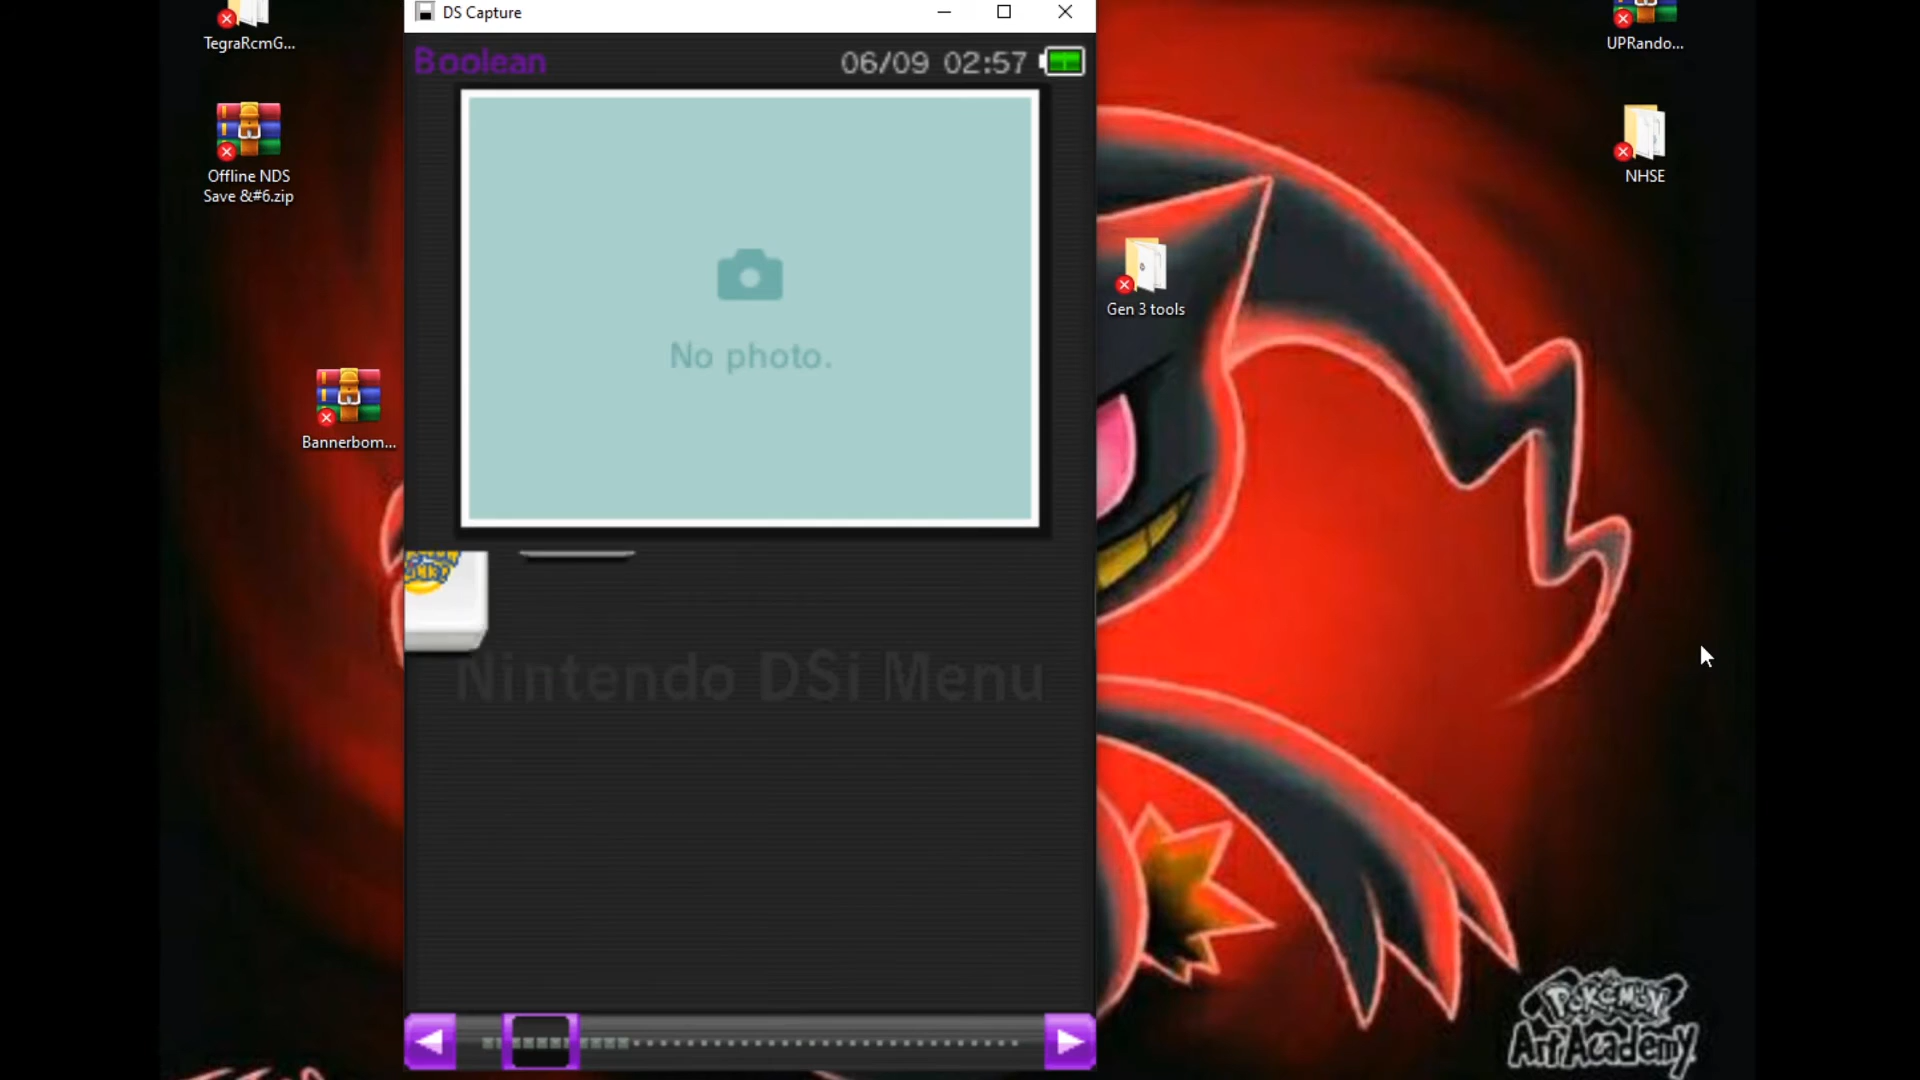 DS Capture
TegraRcmG...
UPRando...
Boolean
06/09 02:57
Offline NDS
Save &#6.zip
NHSE
Gen 3 tools
No photo.
Bannerbom...
LINK!
Nintendo DSi Menu
POKéMON
Art Academy